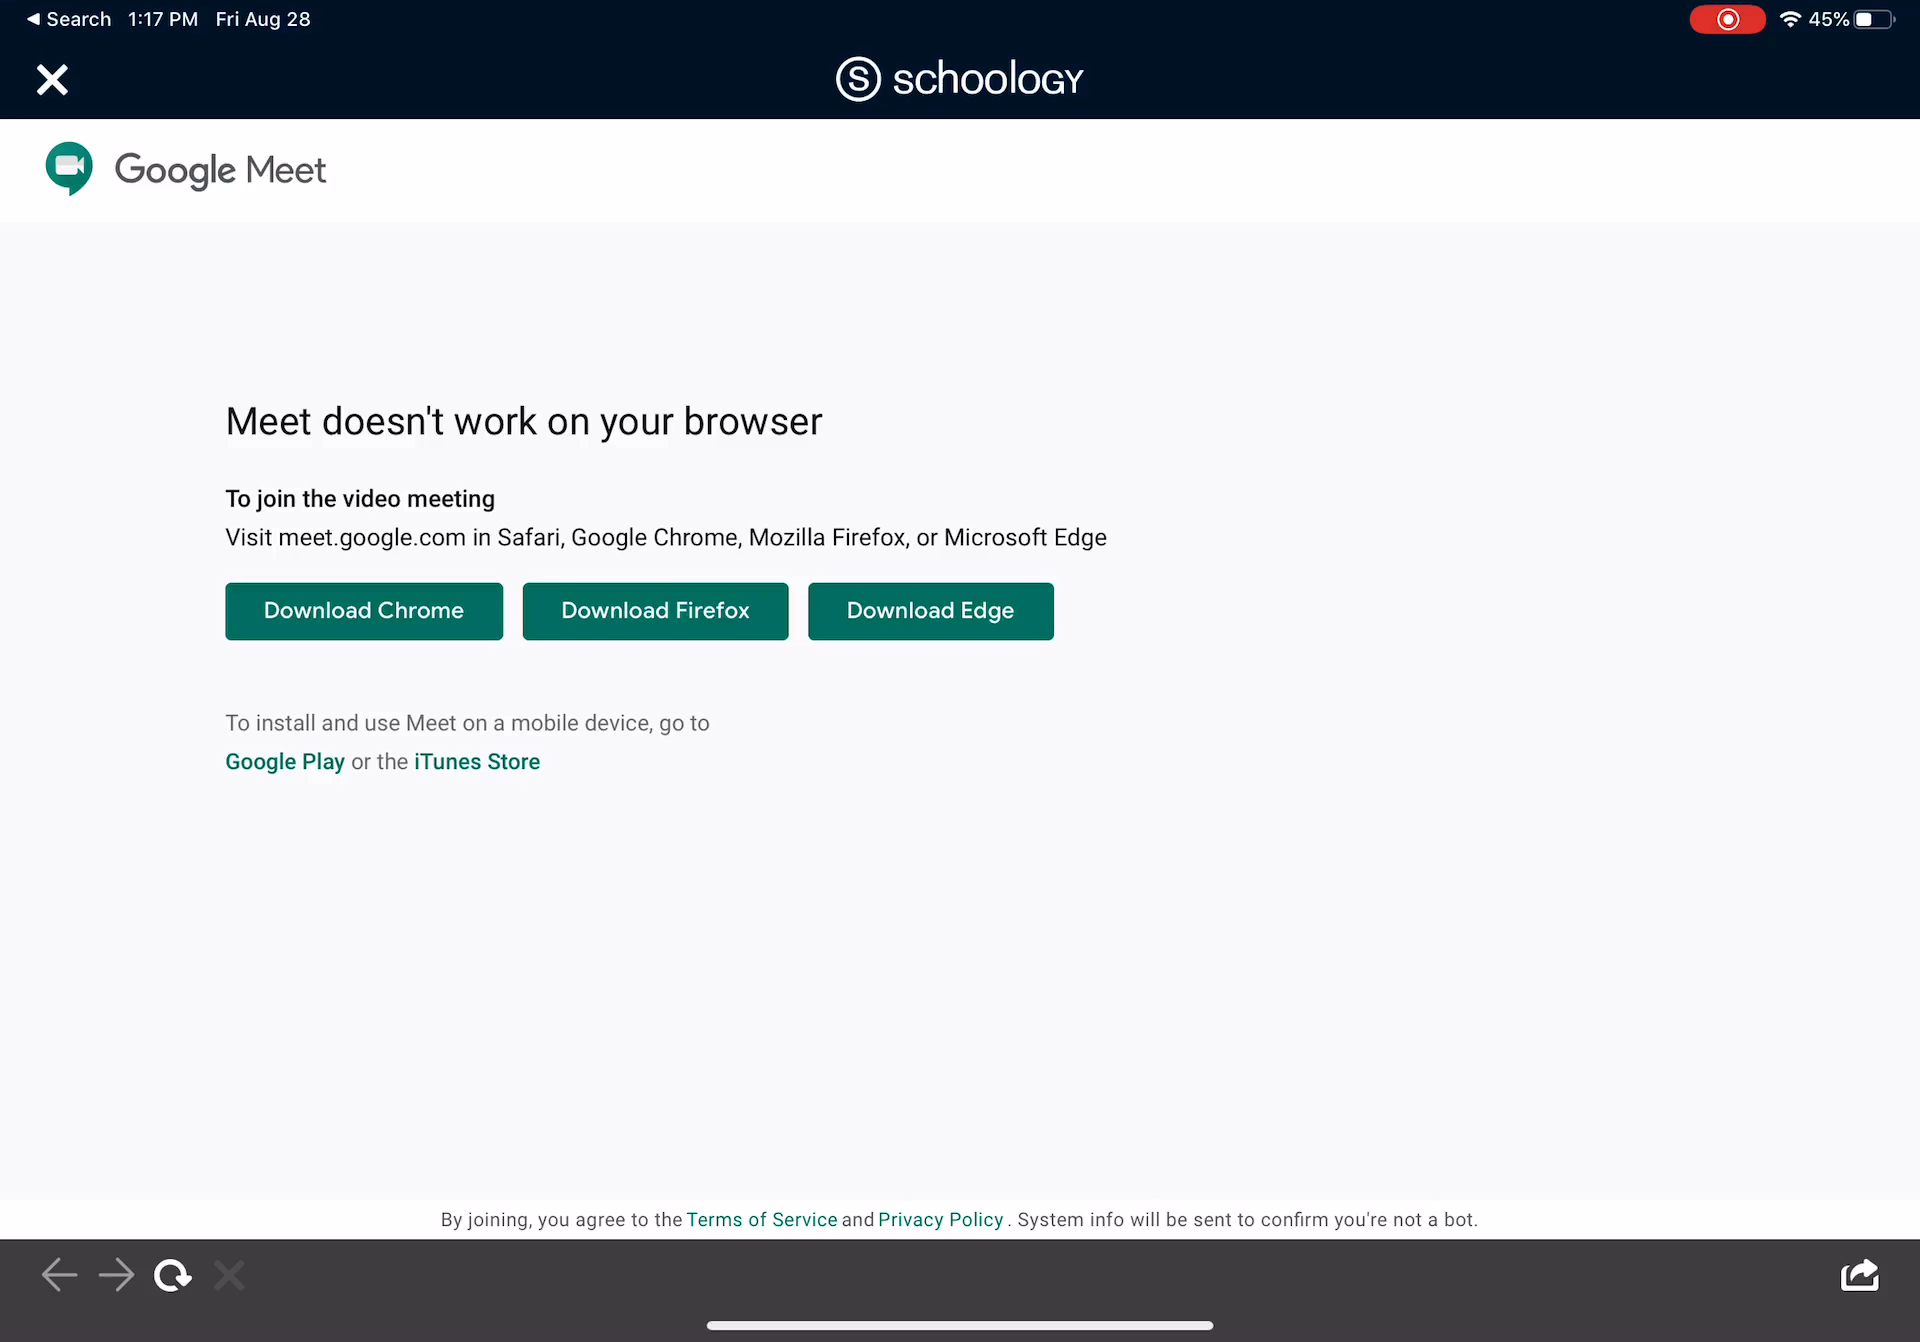 ◀ Search 1:17 PM Fri Aug 28 45%
S schoology
Google Meet
Meet doesn't work on your browser
To join the video meeting
Visit meet.google.com in Safari, Google Chrome, Mozilla Firefox, or Microsoft Edge
Download Chrome Download Firefox Download Edge
To install and use Meet on a mobile device, go to
Google Play or the iTunes Store
By joining, you agree to the Terms of Service and Privacy Policy. System info will be sent to confirm you're not a bot.